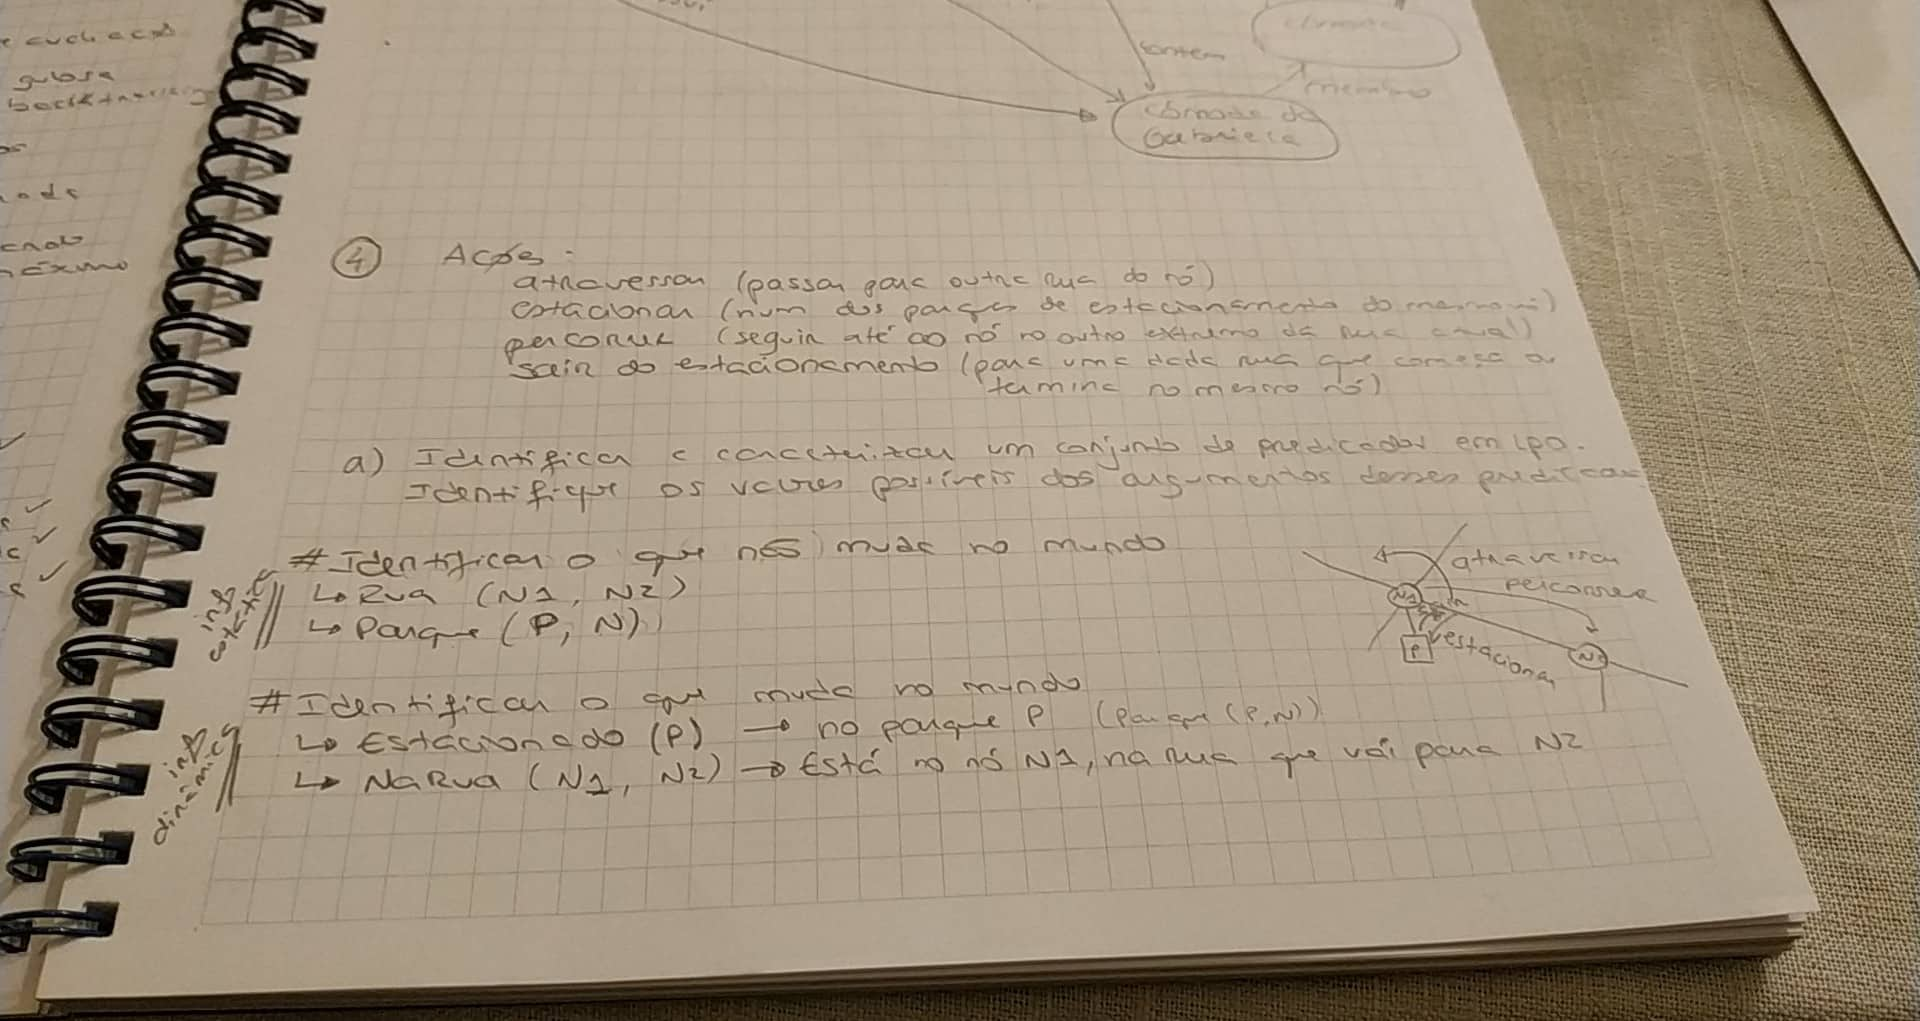 gulosa
contem
membro
cómoda da
Gabriela
4 Ações:
atravessar (passar para outra rua do nó)
estacionar (num dos parques de estacionamento do mesmo nó)
percorrer (seguir até ao nó no outro extremo da rua atual)
sair do estacionamento (para uma dada rua que começa ou
termina no mesmo nó)
a) Identificar e caracterizar um conjunto de predicados em LPO.
Identifique os valores possíveis dos argumentos desses
# Identificar o que não muda no mundo
↳ Rua (N1, N2)
↳ Parque (P, N)
info
estática
# Identificar o que muda no mundo
↳ Estacionado (P) → no parque P (Parque (P,N))
↳ NaRua (N1, N2) → Está no nó N1, na rua que vai para N2
info
dinâmica
atravessar
percorrer
N1
P
estacionar